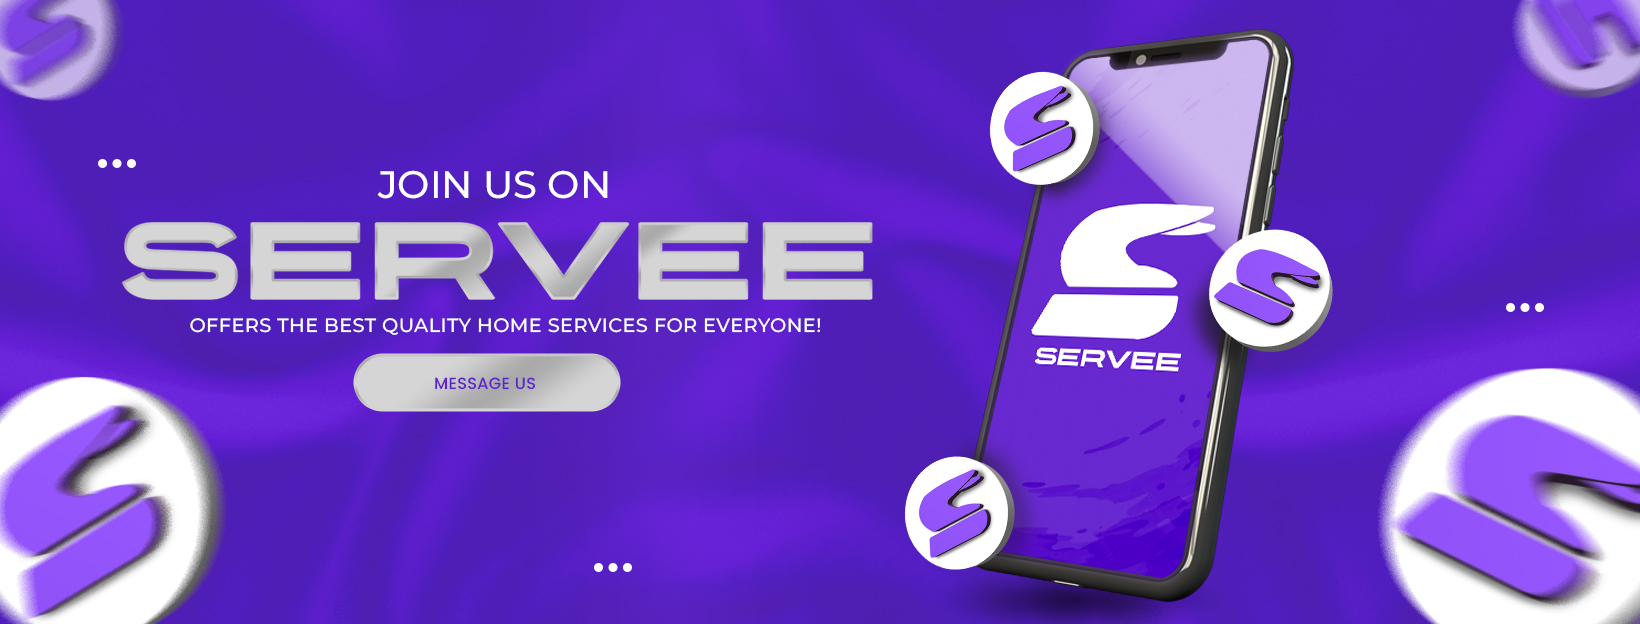 JOIN US ON
SERVEE
OFFERS THE BEST QUALITY HOME SERVICES FOR EVERYONE!
MESSAGE US
SERVEE